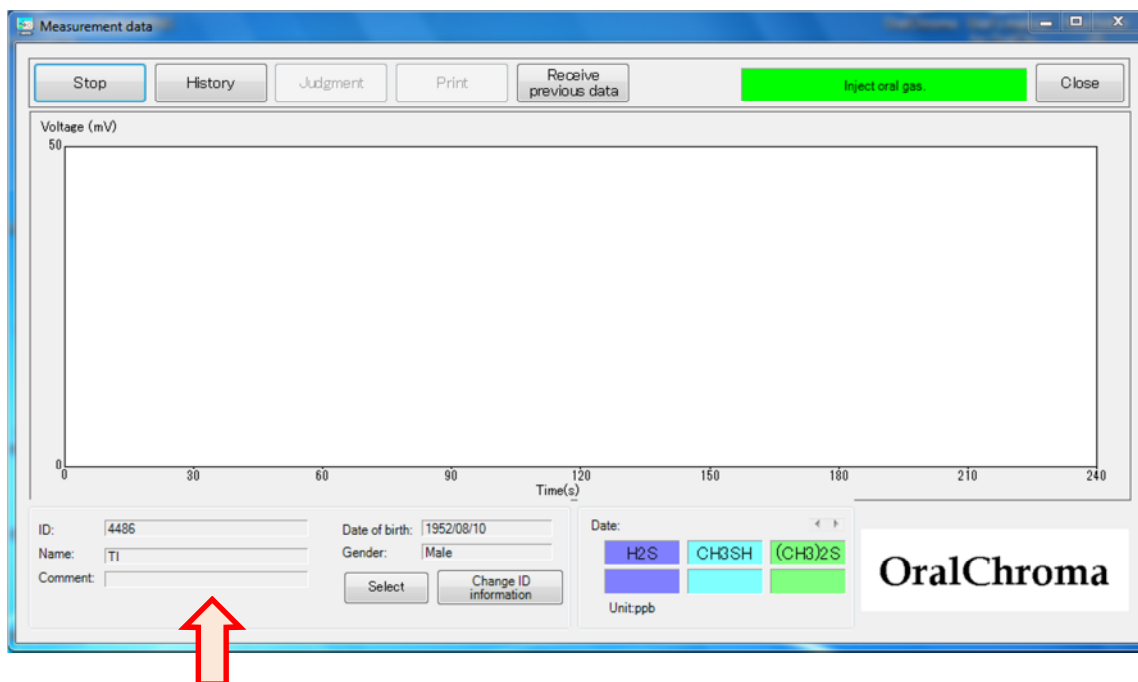 Measurement data
Stop
History
Judgment
Print
Receive
previous data
Inject oral gas.
Close
Voltage (mV)
50
0
0 30 60 90 120 150 180 210 240
Time(s)
ID: 4486
Name: TI
Comment:
Date of birth: 1952/08/10
Gender: Male
Select
Change ID
information
Date:
H2S CH3SH (CH3)2S
Unit:ppb
OralChroma